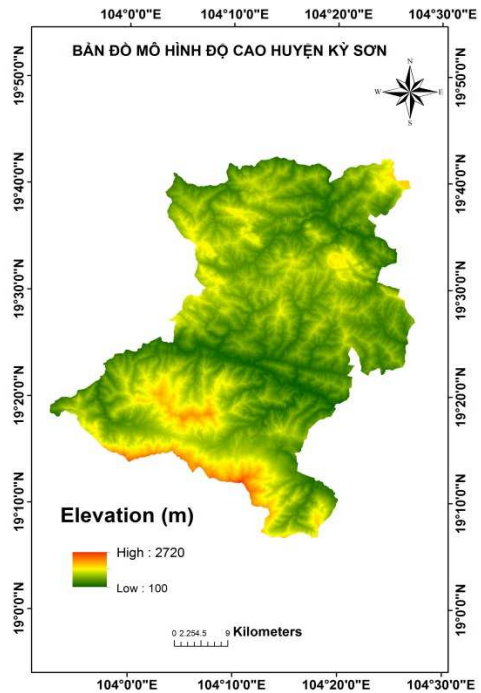 104°0'0"E 104°10'0"E 104°20'0"E 104°30'0"E
BẢN ĐỒ MÔ HÌNH ĐỘ CAO HUYỆN KỲ SƠN
N
W E
S
19°50'0"N 19°50'0"N
19°40'0"N 19°40'0"N
19°30'0"N 19°30'0"N
19°20'0"N 19°20'0"N
19°10'0"N 19°10'0"N
19°0'0"N 19°0'0"N
Elevation (m)
High : 2720
Low : 100
0 2.254.5 9 Kilometers
104°0'0"E 104°10'0"E 104°20'0"E 104°30'0"E